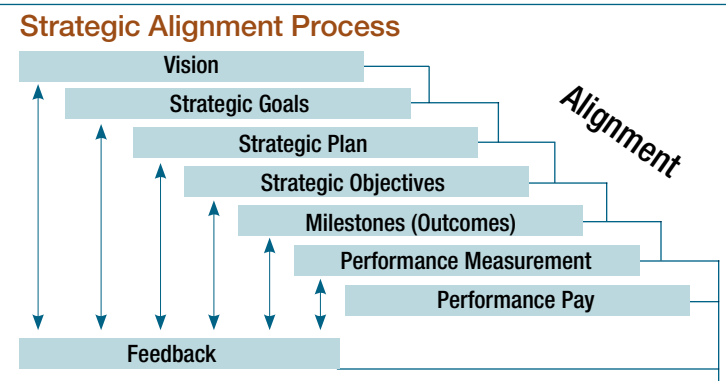 Strategic Alignment Process
Vision
Strategic Goals
Alignment
Strategic Plan
Strategic Objectives
Milestones (Outcomes)
Performance Measurement
Performance Pay
Feedback